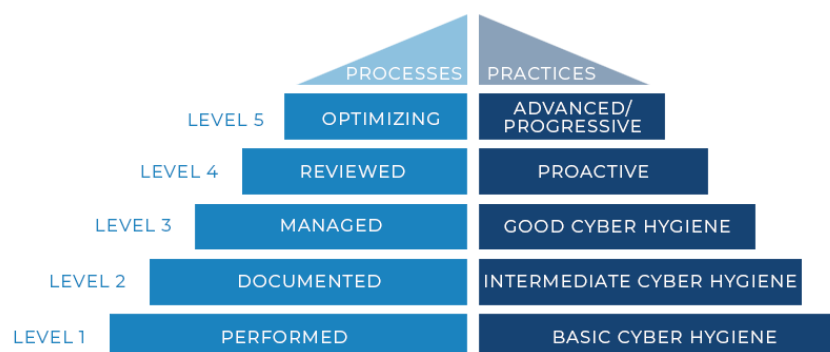 PROCESSES PRACTICES
LEVEL 5 OPTIMIZING ADVANCED/
PROGRESSIVE
LEVEL 4 REVIEWED PROACTIVE
LEVEL 3 MANAGED GOOD CYBER HYGIENE
LEVEL 2 DOCUMENTED INTERMEDIATE CYBER HYGIENE
LEVEL 1 PERFORMED BASIC CYBER HYGIENE